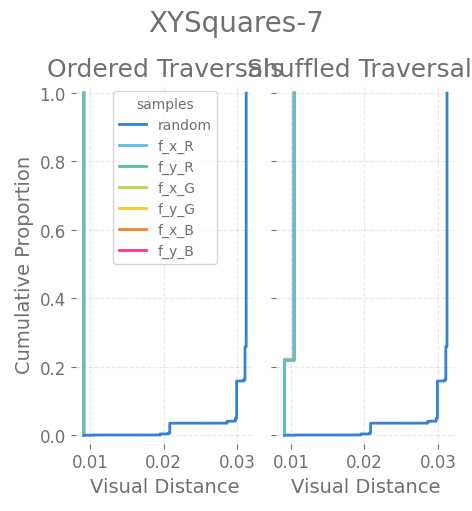 XYSquares-7
Ordered Traversals
Shuffled Traversals
samples
random
f_x_R
f_y_R
f_x_G
f_y_G
f_x_B
f_y_B
Cumulative Proportion
1.0
0.8
0.6
0.4
0.2
0.0
0.01 0.02 0.03
0.01 0.02 0.03
Visual Distance
Visual Distance